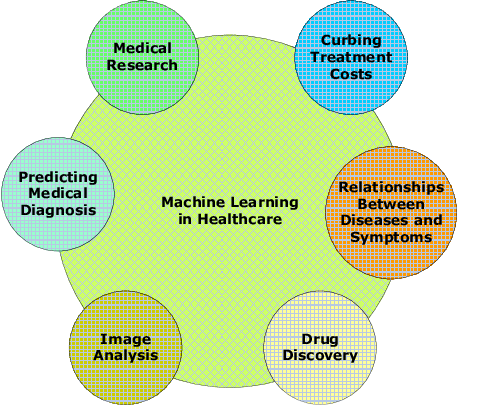 Medical
Research
Curbing
Treatment
Costs
Predicting
Medical
Diagnosis
Machine Learning
in Healthcare
Relationships
Between
Diseases and
Symptoms
Image
Analysis
Drug
Discovery